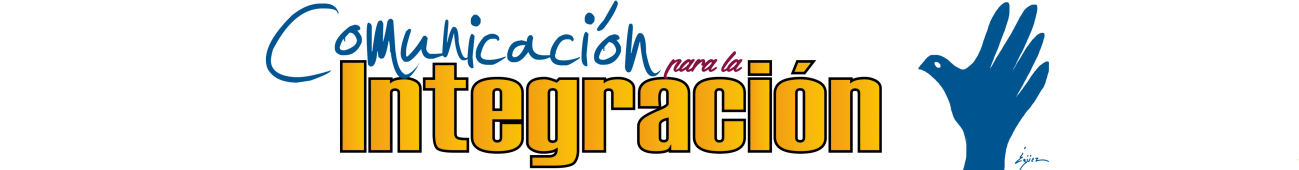 Comunicación
para la
Integración